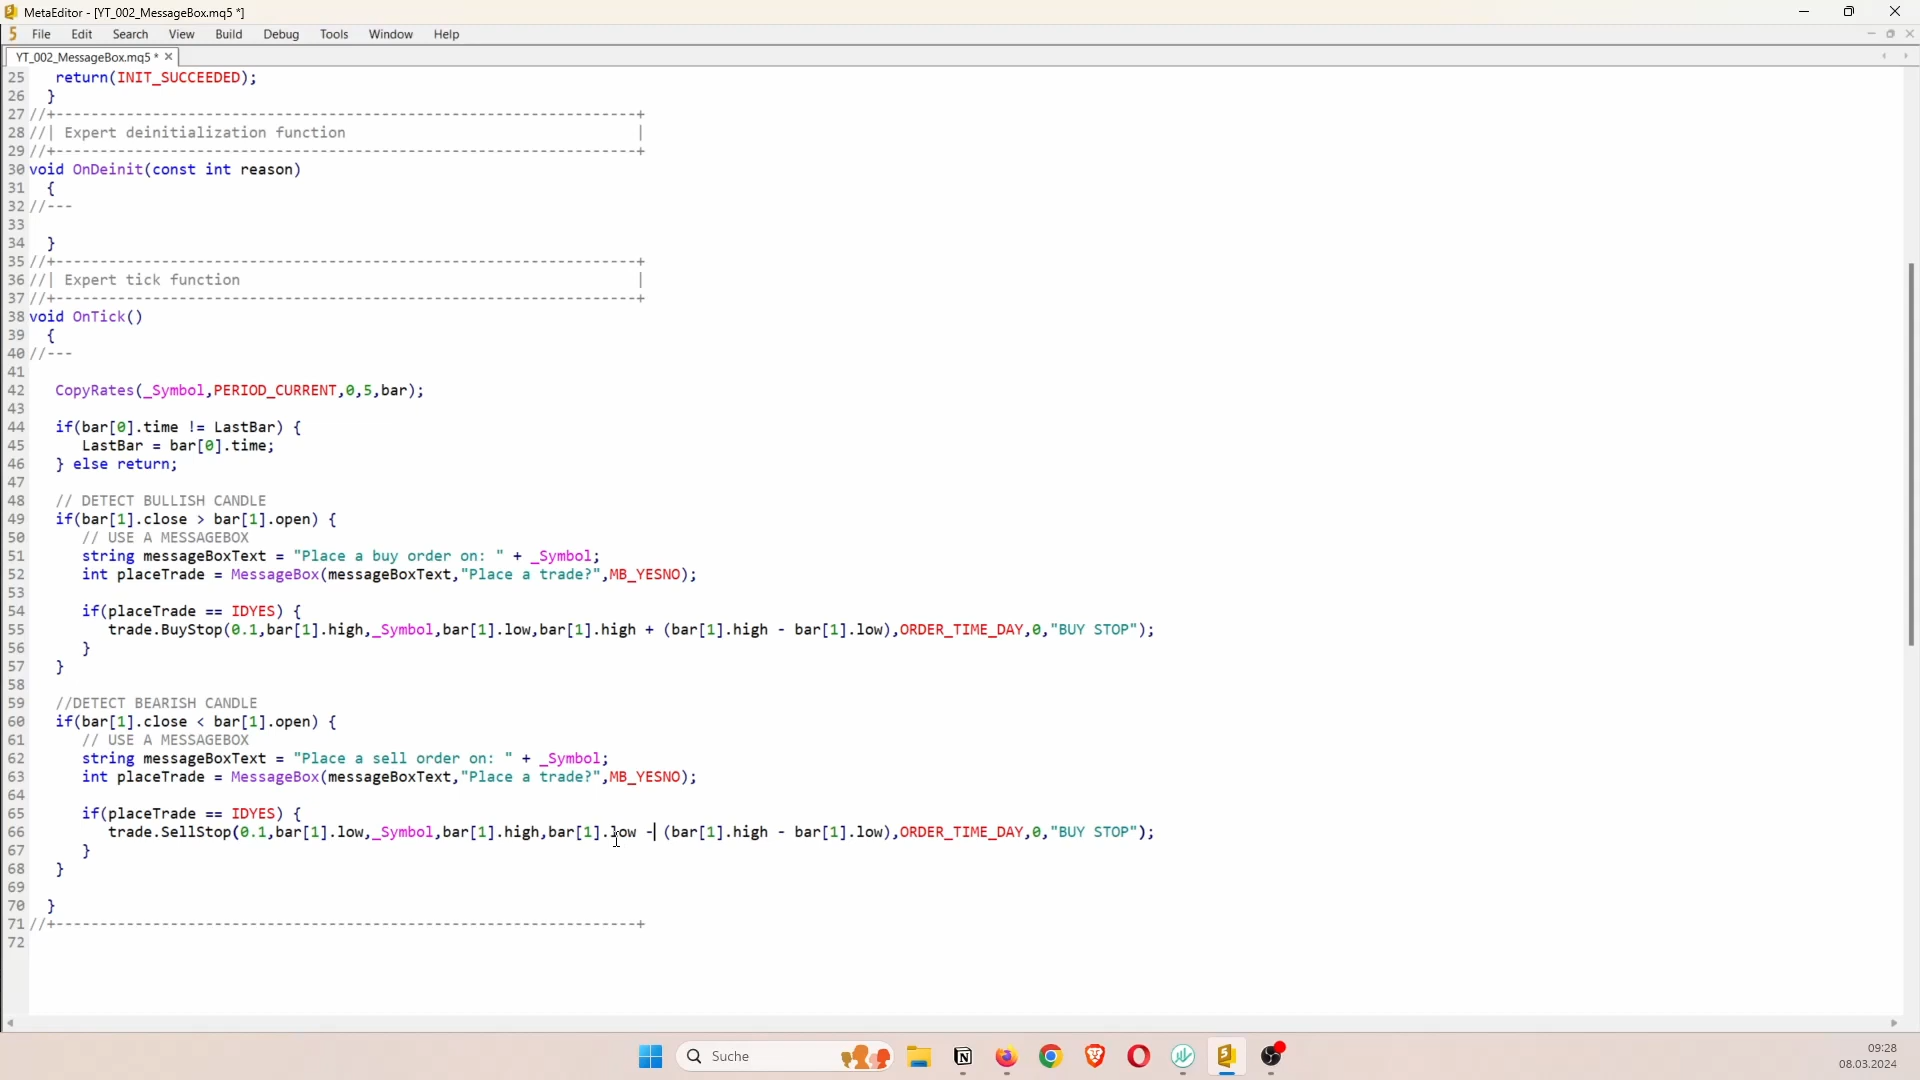 MetaEditor - [YT_002_MessageBox.mq5 *]
5 File Edit Search View Build Debug Tools Window Help
YT_002_MessageBox.mq5 *
25 return(INIT_SUCCEEDED);
26 }
27 //+------------------------------------------------------------------+
28 //| Expert deinitialization function |
29 //+------------------------------------------------------------------+
30 void OnDeinit(const int reason)
31 {
32 //---
33
34 }
35 //+------------------------------------------------------------------+
36 //| Expert tick function |
37 //+------------------------------------------------------------------+
38 void OnTick()
39 {
40 //---
41
42 CopyRates(_Symbol,PERIOD_CURRENT,0,5,bar);
43
44 if(bar[0].time != LastBar) {
45 LastBar = bar[0].time;
46 } else return;
47
48 // DETECT BULLISH CANDLE
49 if(bar[1].close > bar[1].open) {
50 // USE A MESSAGEBOX
51 string messageBoxText = "Place a buy order on: " + _Symbol;
52 int placeTrade = MessageBox(messageBoxText,"Place a trade?",MB_YESNO);
53
54 if(placeTrade == IDYES) {
55 trade.BuyStop(0.1,bar[1].high,_Symbol,bar[1].low,bar[1].high + (bar[1].high - bar[1].low),ORDER_TIME_DAY,0,"BUY STOP");
56 }
57 }
58
59 //DETECT BEARISH CANDLE
60 if(bar[1].close < bar[1].open) {
61 // USE A MESSAGEBOX
62 string messageBoxText = "Place a sell order on: " + _Symbol;
63 int placeTrade = MessageBox(messageBoxText,"Place a trade?",MB_YESNO);
64
65 if(placeTrade == IDYES) {
66 trade.SellStop(0.1,bar[1].low,_Symbol,bar[1].high,bar[1].low - (bar[1].high - bar[1].low),ORDER_TIME_DAY,0,"BUY STOP");
67 }
68 }
69
70 }
71 //+------------------------------------------------------------------+
72
Suche
09:28
08.03.2024